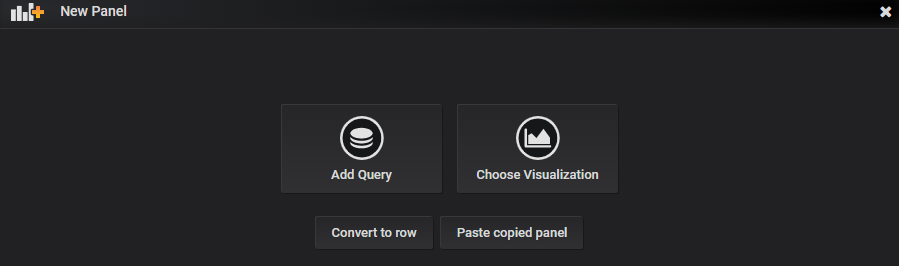 New Panel
Add Query
Choose Visualization
Convert to row
Paste copied panel